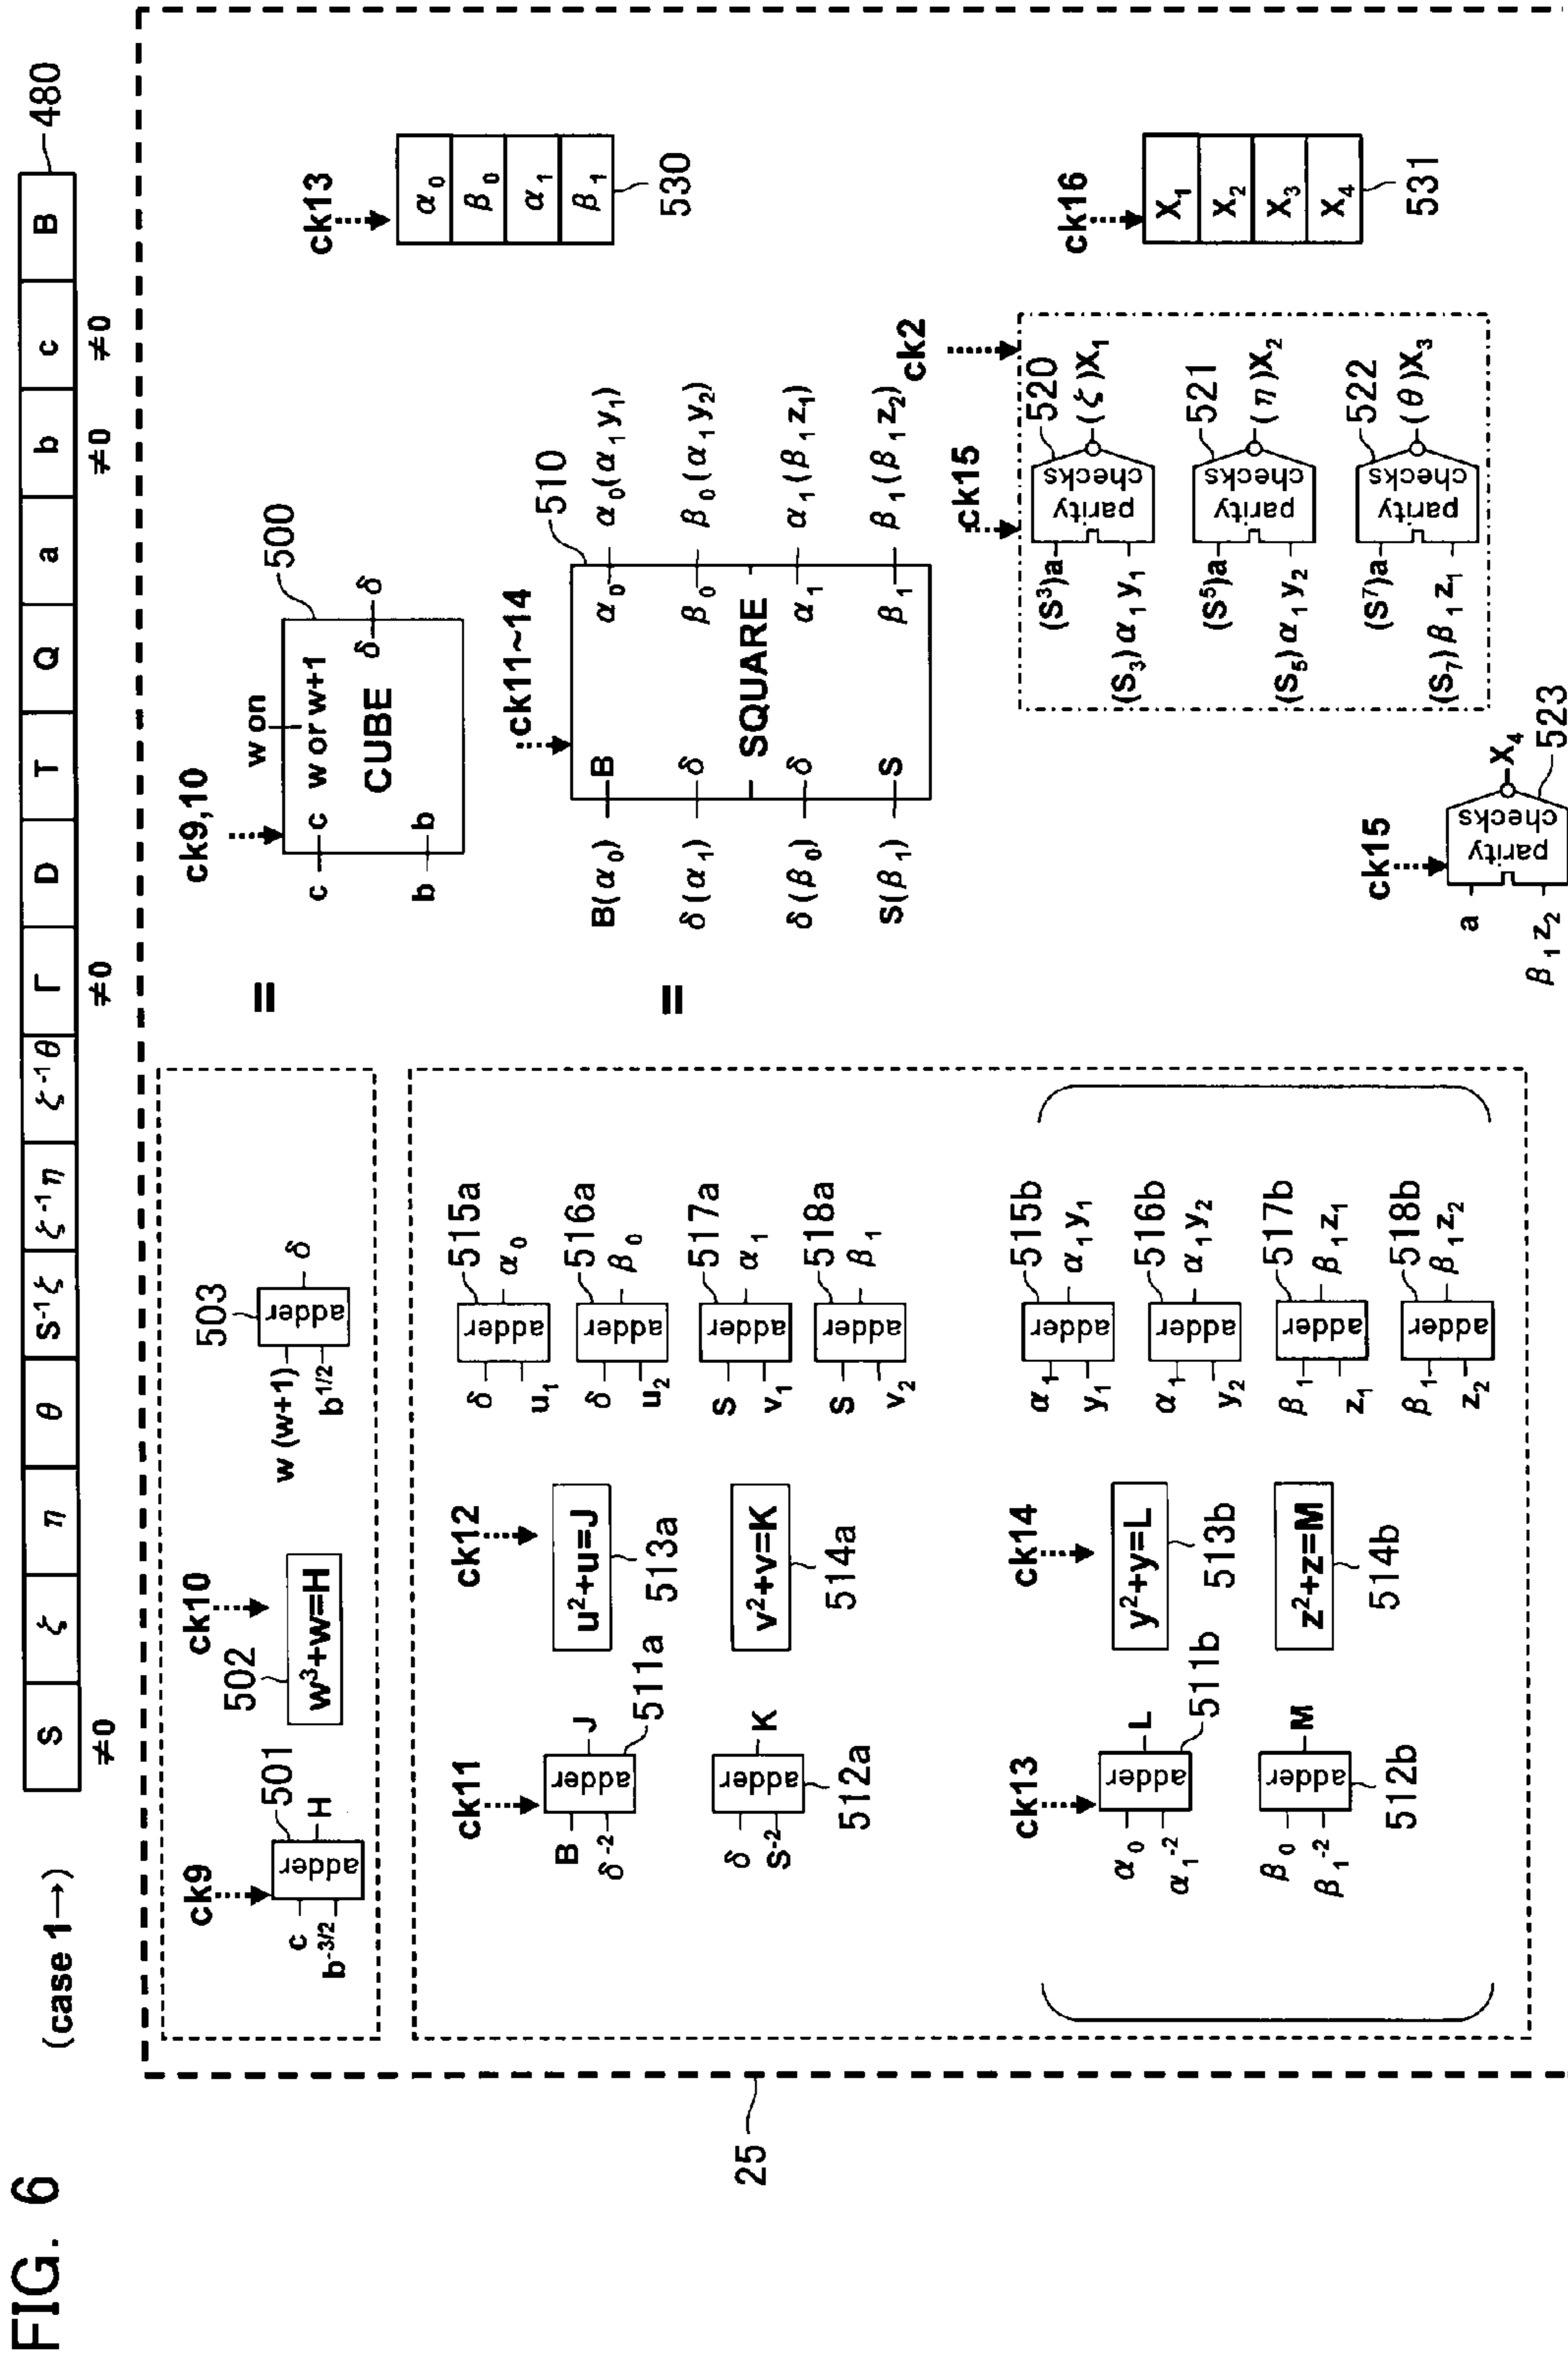 FIG. 6
(case 1→)
S ζ η θ S⁻¹ζ ζ⁻¹η ζ⁻¹θ Γ D T Q a b c B
480
≠0 ≠0 ≠0 ≠0
25
ck9
c
b⁻³/²
adder
501
H
ck10
502
w³+w=H
503
w (w+1)
b¹/²
adder
δ
=
ck9,10
w on
500
c
c w or w+1
CUBE
δ
δ
b
b
ck13
α₀
β₀
α₁
β₁
530
ck11
B
δ⁻²
adder
J
511a
δ
S⁻²
adder
K
512a
ck12
u²+u=J
513a
v²+v=K
514a
515a
δ
u₁
adder
α₀
516a
δ
u₂
adder
β₀
517a
S
v₁
adder
α₁
518a
S
v₂
adder
β₁
ck13
α₀
α₁⁻²
adder
L
511b
β₀
β₁⁻²
adder
M
512b
ck14
y²+y=L
513b
z²+z=M
514b
515b
α₁
y₁
adder
α₁y₁
516b
α₁
y₂
adder
α₁y₂
517b
β₁
z₁
adder
β₁z₁
518b
β₁
z₂
adder
β₁z₂
=
ck11~14
510
B(α₀) B α₀ α₀(α₁y₁)
δ(α₁) δ β₀ β₀(α₁y₂)
SQUARE
δ(β₀) δ α₁ α₁(β₁z₁)
S(β₁) S β₁ β₁(β₁z₂)
ck15
ck2
(S³)a
(S₃)α₁y₁
parity
checks
520
(ζ)X₁
(S⁵)a
(S₅)α₁y₂
parity
checks
521
(η)X₂
(S⁷)a
(S₇)β₁z₁
parity
checks
522
(θ)X₃
ck15
a
β₁z₂
parity
checks
X₄
523
ck16
X₁
X₂
X₃
X₄
531